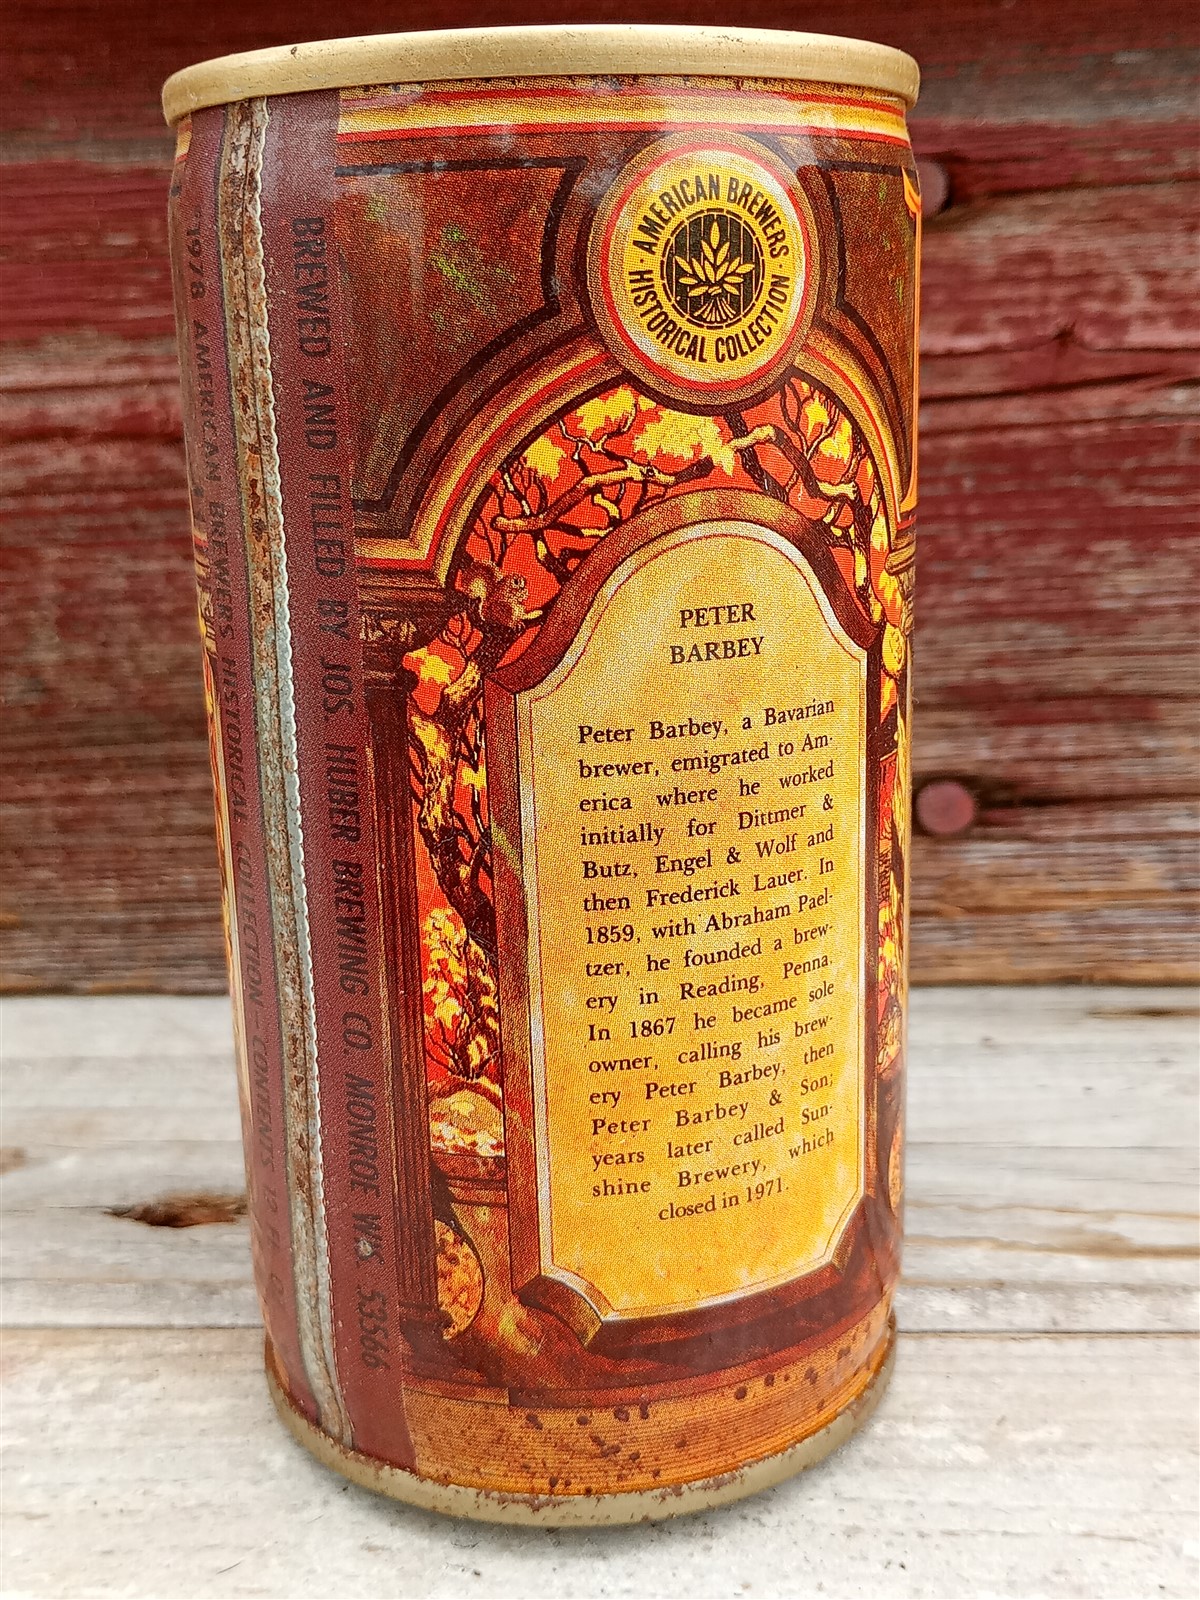 · AMERICAN BREWERS ·
HISTORICAL COLLECTION
PETER
BARBEY
Peter Barbey, a Bavarian
brewer, emigrated to Am-
erica where he worked
initially for Dittmer &
Butz, Engel & Wolf and
then Frederick Lauer. In
1859, with Abraham Pael-
tzer, he founded a brew-
ery in Reading, Penna.
In 1867 he became sole
owner, calling his brew-
ery Peter Barbey, then
Peter Barbey & Son;
years later called Sun-
shine Brewery, which
closed in 1971.
BREWED AND FILLED BY JOS. HUBER BREWING CO. MONROE WIS. 53566
1978 AMERICAN BREWERS HISTORICAL COLLECTION - CONTENTS 12 FL.